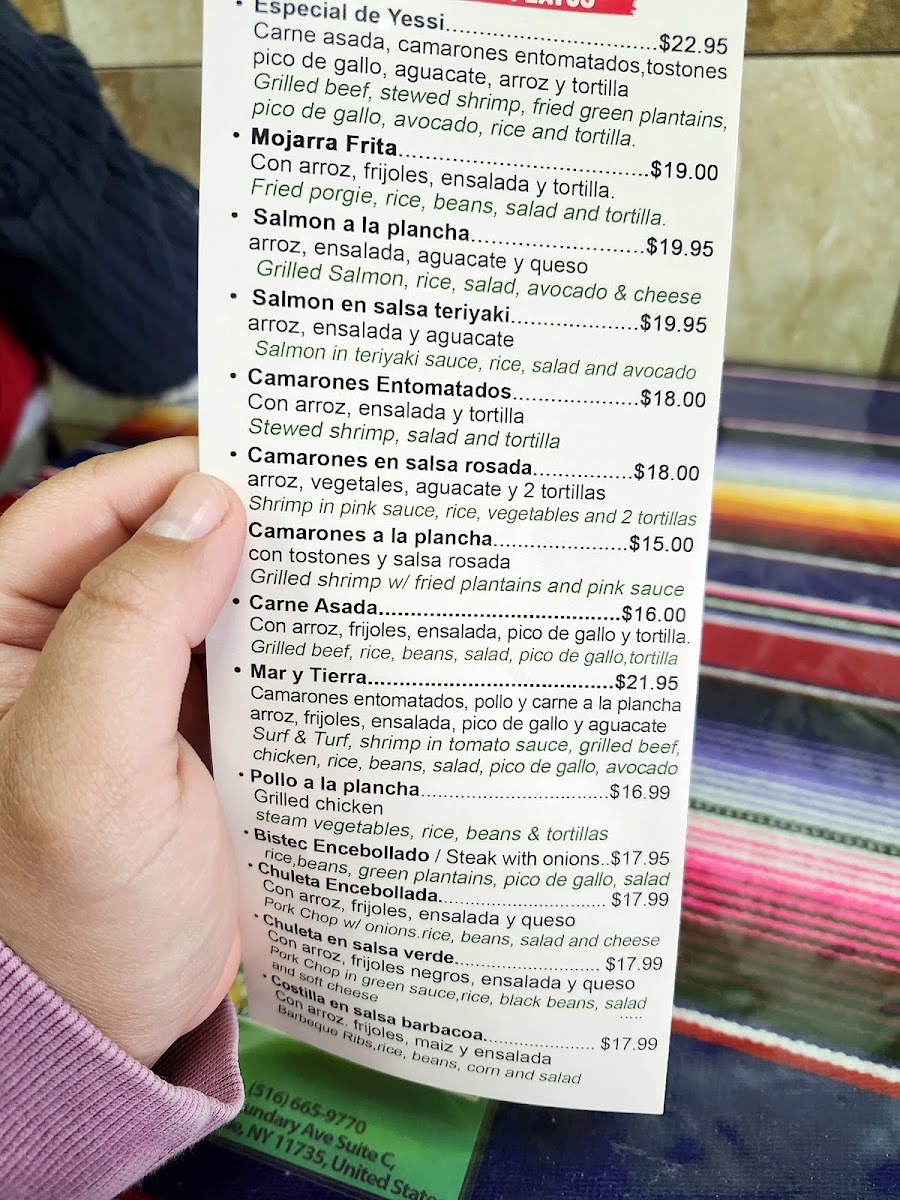 PLATOS
• Especial de Yessi...................................$22.95
Carne asada, camarones entomatados,tostones
pico de gallo, aguacate, arroz y tortilla
Grilled beef, stewed shrimp, fried green plantains,
pico de gallo, avocado, rice and tortilla.
• Mojarra Frita.........................................$19.00
Con arroz, frijoles, ensalada y tortilla.
Fried porgie, rice, beans, salad and tortilla.
• Salmon a la plancha............................$19.95
arroz, ensalada, aguacate y queso
Grilled Salmon, rice, salad, avocado & cheese
• Salmon en salsa teriyaki.....................$19.95
arroz, ensalada y aguacate
Salmon in teriyaki sauce, rice, salad and avocado
• Camarones Entomatados....................$18.00
Con arroz, ensalada y tortilla
Stewed shrimp, salad and tortilla
• Camarones en salsa rosada................$18.00
arroz, vegetales, aguacate y 2 tortillas
Shrimp in pink sauce, rice, vegetables and 2 tortillas
Camarones a la plancha......................$15.00
con tostones y salsa rosada
Grilled shrimp w/ fried plantains and pink sauce
• Carne Asada.......................................$16.00
Con arroz, frijoles, ensalada, pico de gallo y tortilla.
Grilled beef, rice, beans, salad, pico de gallo,tortilla
• Mar y Tierra........................................$21.95
Camarones entomatados, pollo y carne a la plancha
arroz, frijoles, ensalada, pico de gallo y aguacate
Surf & Turf, shrimp in tomato sauce, grilled beef,
chicken, rice, beans, salad, pico de gallo, avocado
• Pollo a la plancha...............................$16.99
Grilled chicken
steam vegetables, rice, beans & tortillas
• Bistec Encebollado / Steak with onions..$17.95
rice,beans, green plantains, pico de gallo, salad
• Chuleta Encebollada........................... $17.99
Con arroz, frijoles, ensalada y queso
Pork Chop w/ onions.rice, beans, salad and cheese
• Chuleta en salsa verde....................... $17.99
Con arroz, frijoles negros, ensalada y queso
Pork Chop in green sauce,rice, black beans, salad
and soft cheese
• Costilla en salsa barbacoa.................. $17.99
Con arroz, frijoles, maiz y ensalada
Barbeque Ribs,rice, beans, corn and salad
(516) 665-9770
undary Ave Suite C,
e, NY 11735, United State